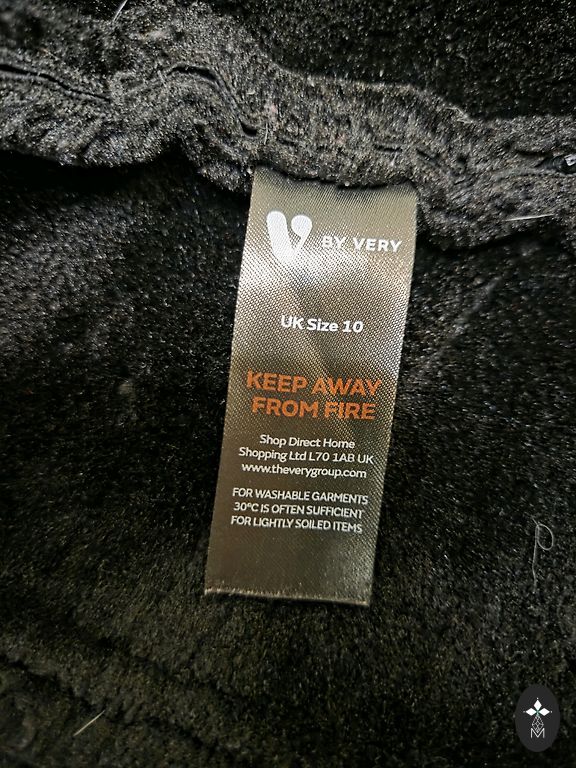 V BY VERY
UK Size 10
KEEP AWAY
FROM FIRE
Shop Direct Home
Shopping Ltd L70 1AB UK
www.theverygroup.com
FOR WASHABLE GARMENTS
30°C IS OFTEN SUFFICIENT
FOR LIGHTLY SOILED ITEMS
M